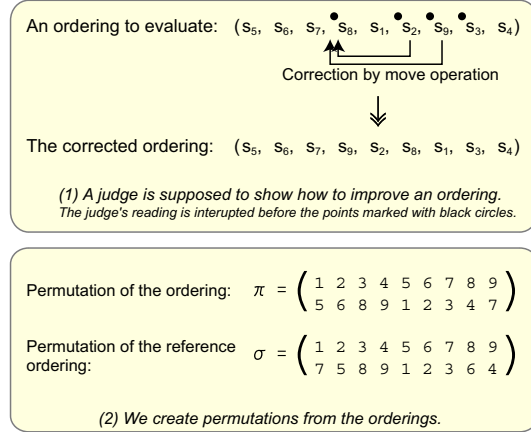 An ordering to evaluate: (s₅, s₆, s₇, •s₈, s₁, •s₂, •s₉, •s₃, s₄)
Correction by move operation
The corrected ordering: (s₅, s₆, s₇, s₉, s₂, s₈, s₁, s₃, s₄)
(1) A judge is supposed to show how to improve an ordering.
The judge's reading is interupted before the points marked with black circles.
Permutation of the ordering: π = ( 1 2 3 4 5 6 7 8 9
5 6 8 9 1 2 3 4 7 )
Permutation of the reference
ordering:
σ = ( 1 2 3 4 5 6 7 8 9
7 5 8 9 1 2 3 6 4 )
(2) We create permutations from the orderings.